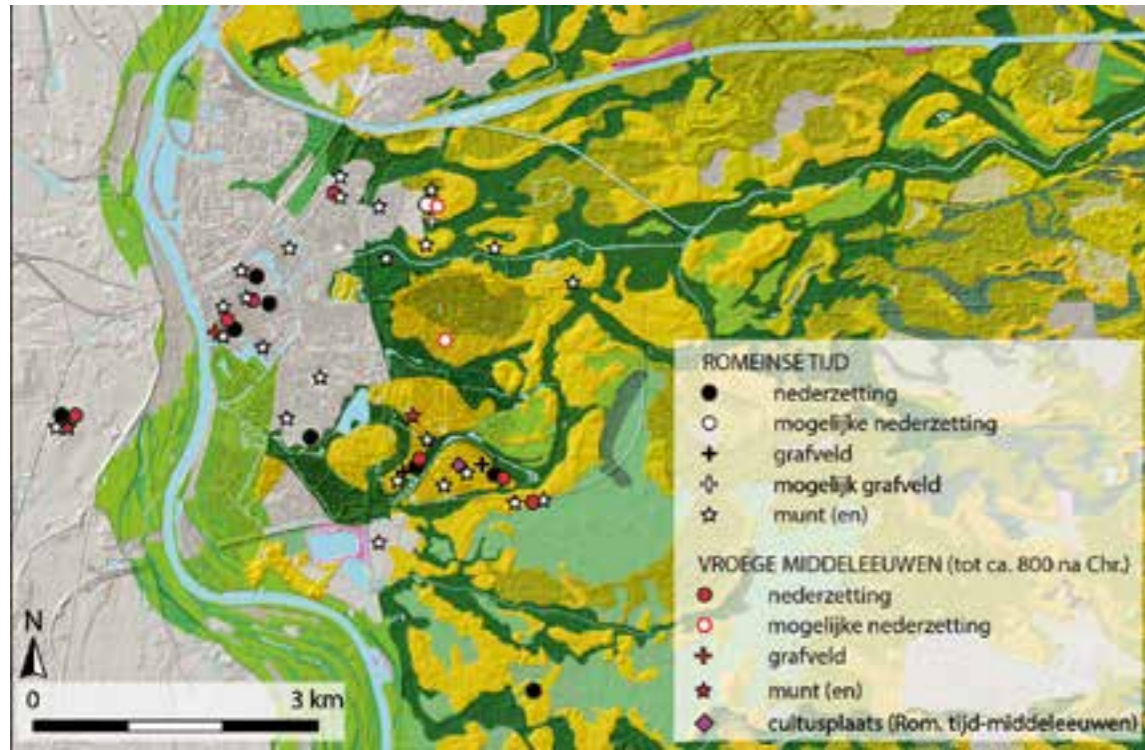 ROMEINSE TIJD
nederzetting
mogelijke nederzetting
grafveld
mogelijk grafveld
munt (en)
VROEGE MIDDELEEUWEN (tot ca. 800 na Chr.)
nederzetting
mogelijke nederzetting
grafveld
munt (en)
cultusplaats (Rom. tijd-middeleeuwen)
N
0 3 km